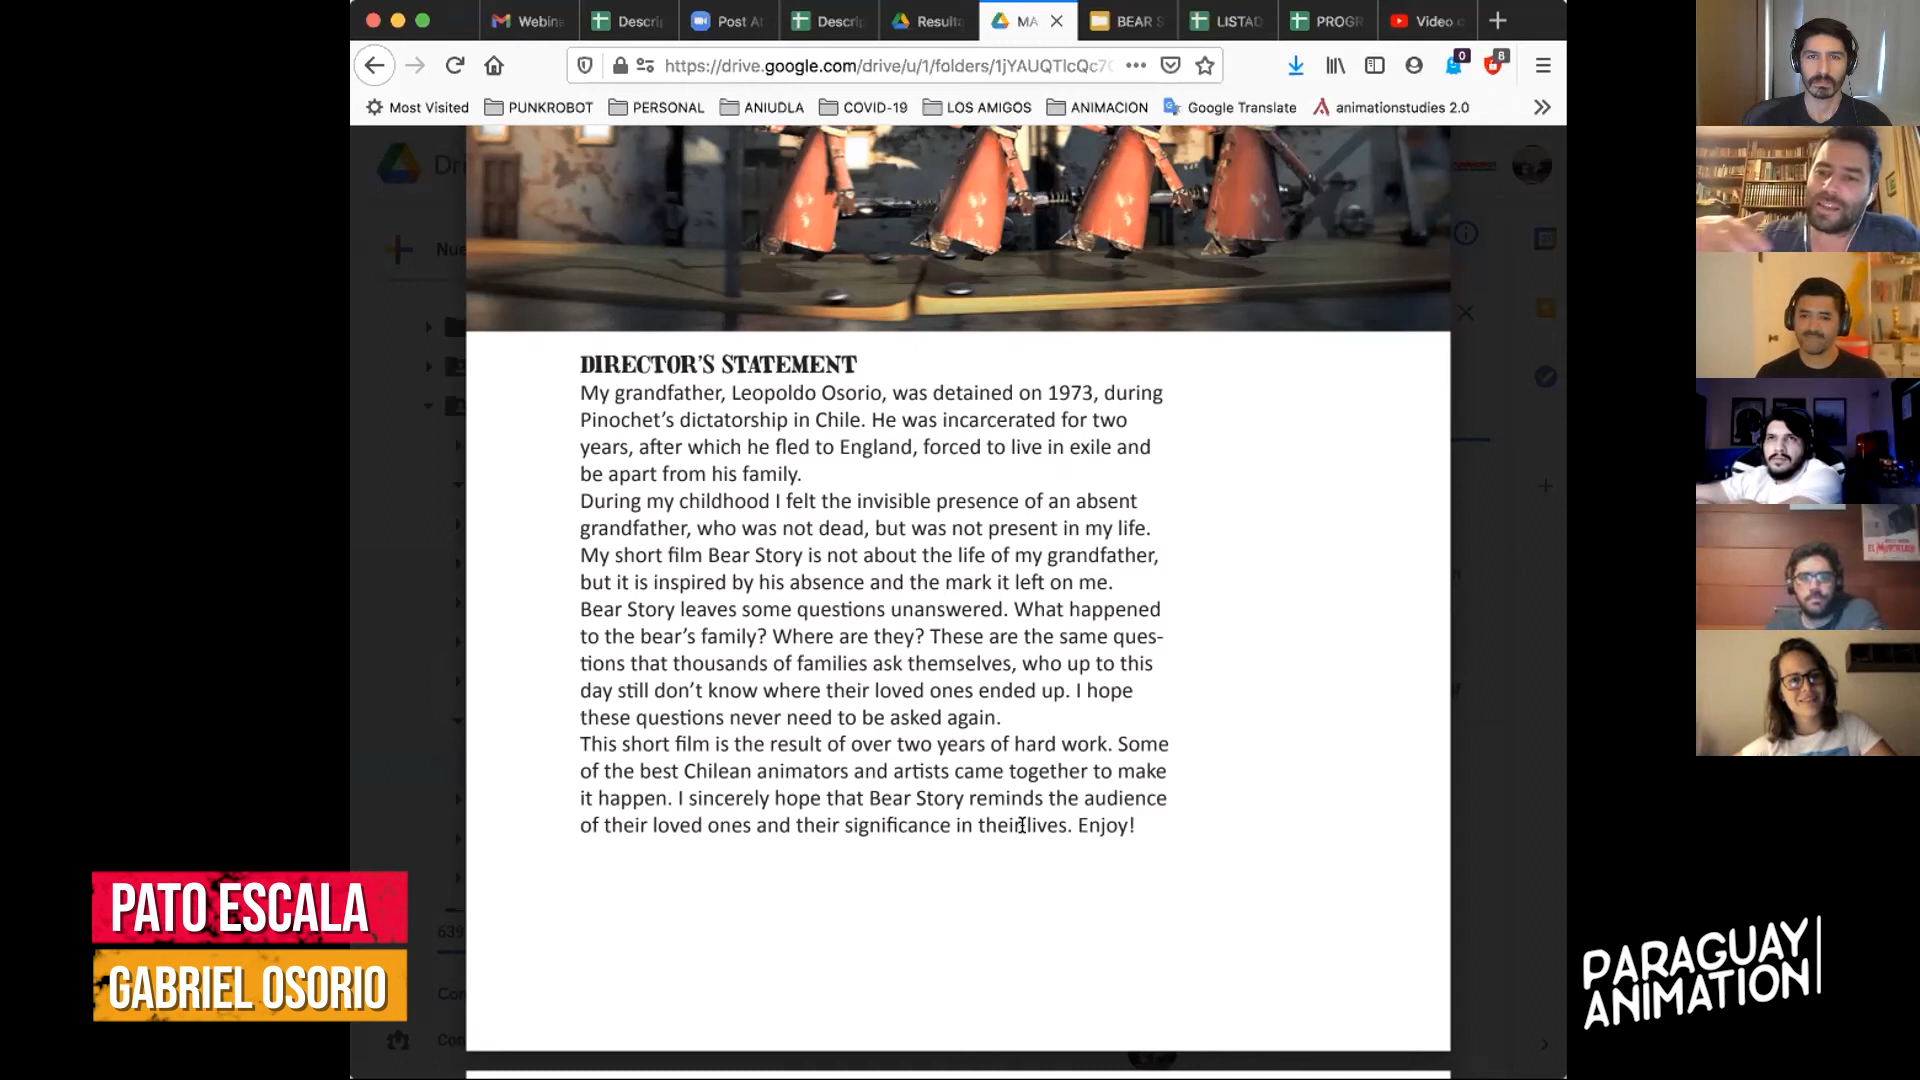 Webin
Descri
Post A
Descri
Result
MA
BEAR S
LISTAD
PROGR
Video
https://drive.google.com/drive/u/1/folders/1jYAUQTlcQc7
0
8
Most Visited
PUNKROBOT
PERSONAL
ANIUDLA
COVID-19
LOS AMIGOS
ANIMACION
Google Translate
animationstudies 2.0
DIRECTOR'S STATEMENT
My grandfather, Leopoldo Osorio, was detained on 1973, during
Pinochet's dictatorship in Chile. He was incarcerated for two
years, after which he fled to England, forced to live in exile and
be apart from his family.
During my childhood I felt the invisible presence of an absent
grandfather, who was not dead, but was not present in my life.
My short film Bear Story is not about the life of my grandfather,
but it is inspired by his absence and the mark it left on me.
Bear Story leaves some questions unanswered. What happened
to the bear's family? Where are they? These are the same ques-
tions that thousands of families ask themselves, who up to this
day still don't know where their loved ones ended up. I hope
these questions never need to be asked again.
This short film is the result of over two years of hard work. Some
of the best Chilean animators and artists came together to make
it happen. I sincerely hope that Bear Story reminds the audience
of their loved ones and their significance in their lives. Enjoy!
639
PATO ESCALA
GABRIEL OSORIO
PARAGUAY
ANIMATION